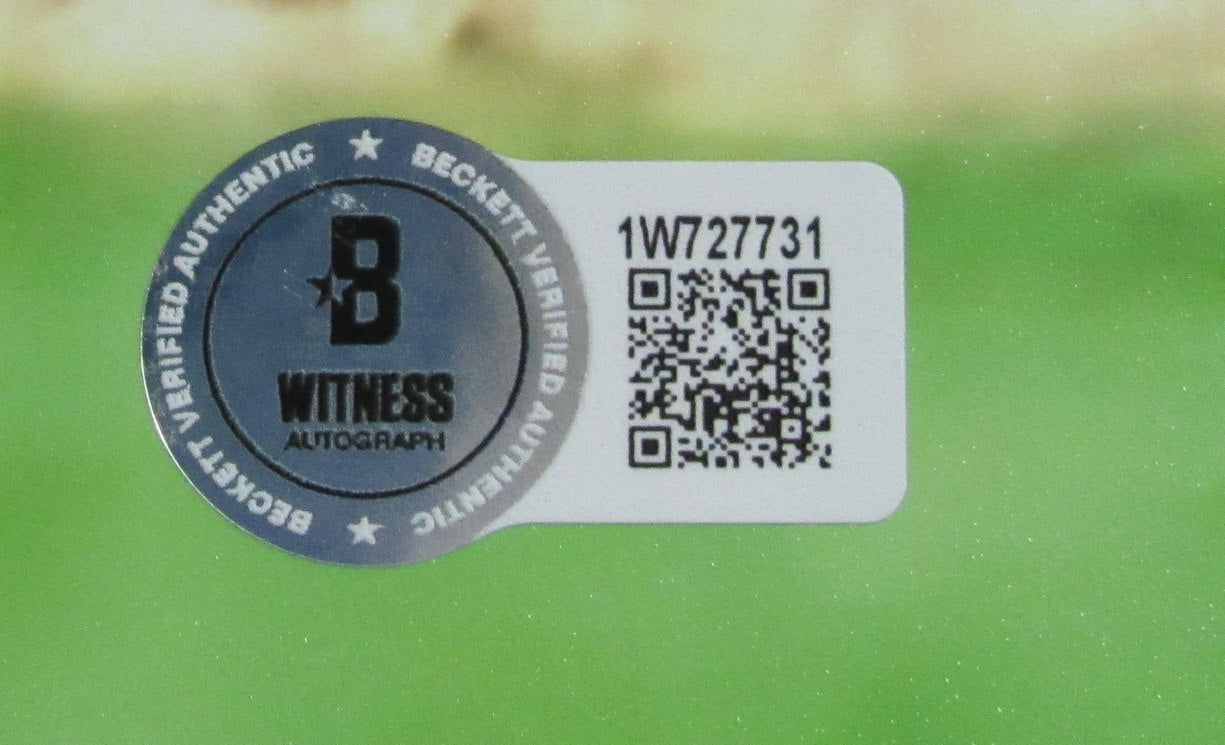 BECKETT VERIFIED AUTHENTIC
BECKETT VERIFIED AUTHENTIC
B
WITNESS
AUTOGRAPH
1W727731